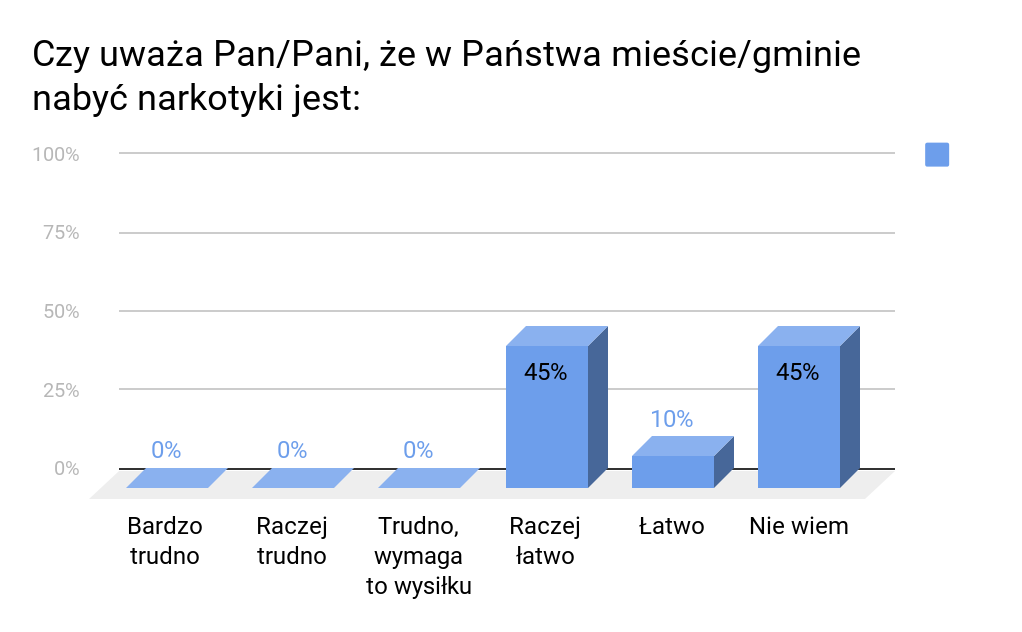 Czy uważa Pan/Pani, że w Państwa mieście/gminie
nabyć narkotyki jest:
100%
75%
50%
25%
0%
0%
0%
0%
45%
10%
45%
Bardzo
trudno
Raczej
trudno
Trudno,
wymaga
to wysiłku
Raczej
łatwo
Łatwo
Nie wiem